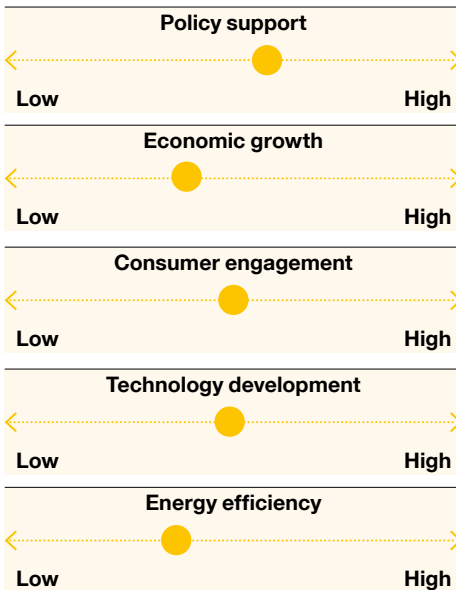 Policy support
Low High
Economic growth
Low High
Consumer engagement
Low High
Technology development
Low High
Energy efficiency
Low High